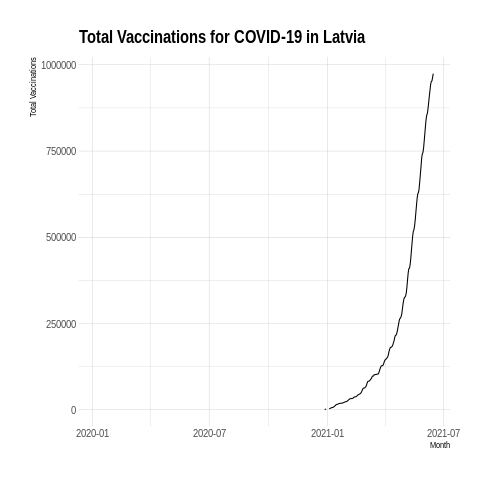 Total Vaccinations for COVID-19 in Latvia
Total Vaccinations
1000000
750000
500000
250000
0
2020-01 2020-07 2021-01 2021-07
Month